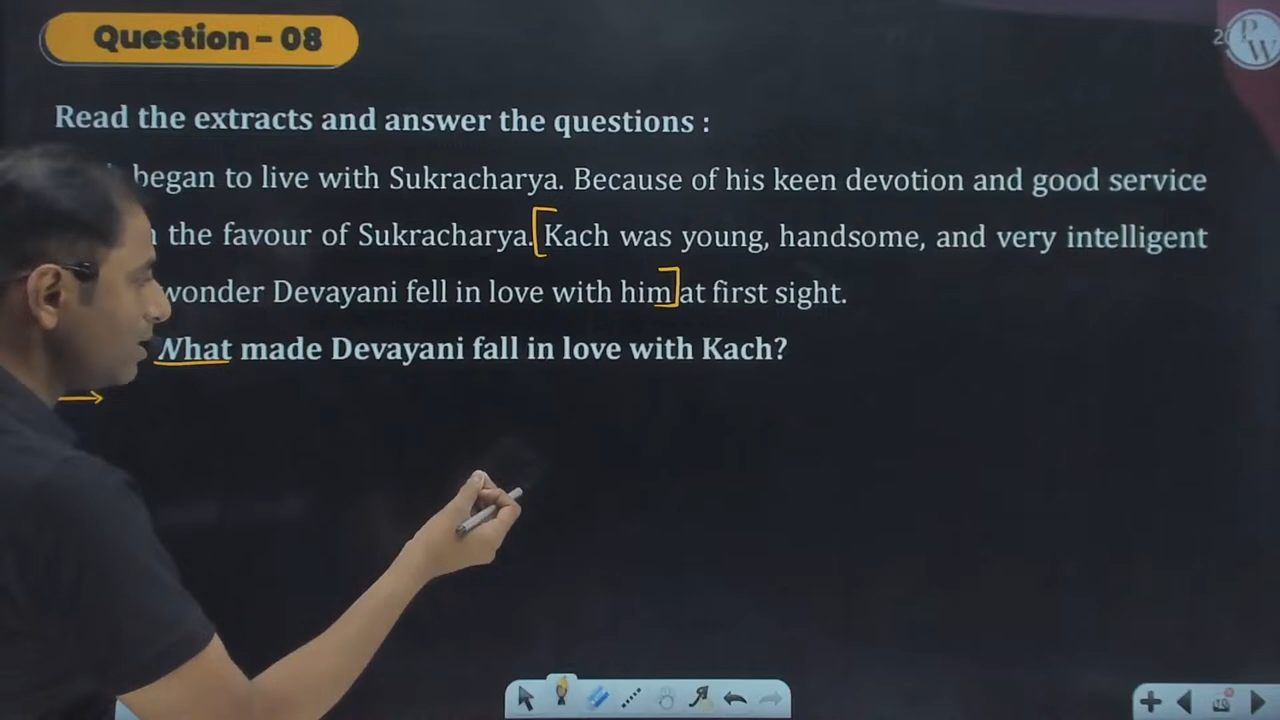 Question – 08
PW
Read the extracts and answer the questions :
began to live with Sukracharya. Because of his keen devotion and good service
the favour of Sukracharya. Kach was young, handsome, and very intelligent
wonder Devayani fell in love with him at first sight.
What made Devayani fall in love with Kach?